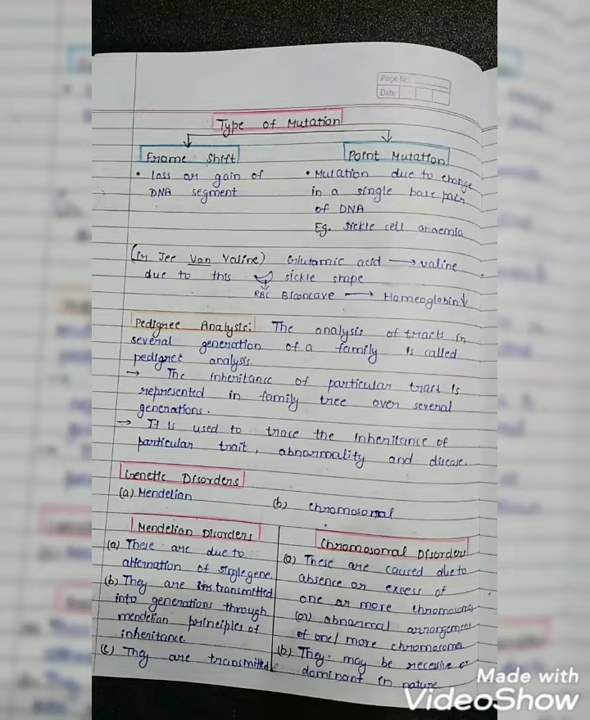 Page No.
Date
Type of Mutation
Frame Shift
• loss or gain of
DNA segment
Point Mutation
• Mutation due to change
in a single base pair
of DNA
Eg. sickle cell anaemia
Glutamic acid → valine
due to this sickle shape
RBC Biconcave → Haemoglobin↓
Pedigree Analysis: The analysis of traits in
several generation of a family is called
pedigree analysis
→ The inheritance of particular trait is
represented in family tree over several
generations.
→ It is used to trace the inheritance of
particular trait, abnormality and disease.
Genetic Disorders
(a) Mendelian (b) chromosomal
Mendelian Disorders
(a) These are due to
alternation of single gene.
(b) They are transmitted
into generations through
mendelian principles of
inheritance
(c) They are transmitted
Chromosomal Disorders
(a) These are caused due to
absence or excess of
one or more chromosomes
(or) abnormal arrangement
of one/ more chromosomes
(b) They may be recessive or
dominant in nature
Made with
VideoShow